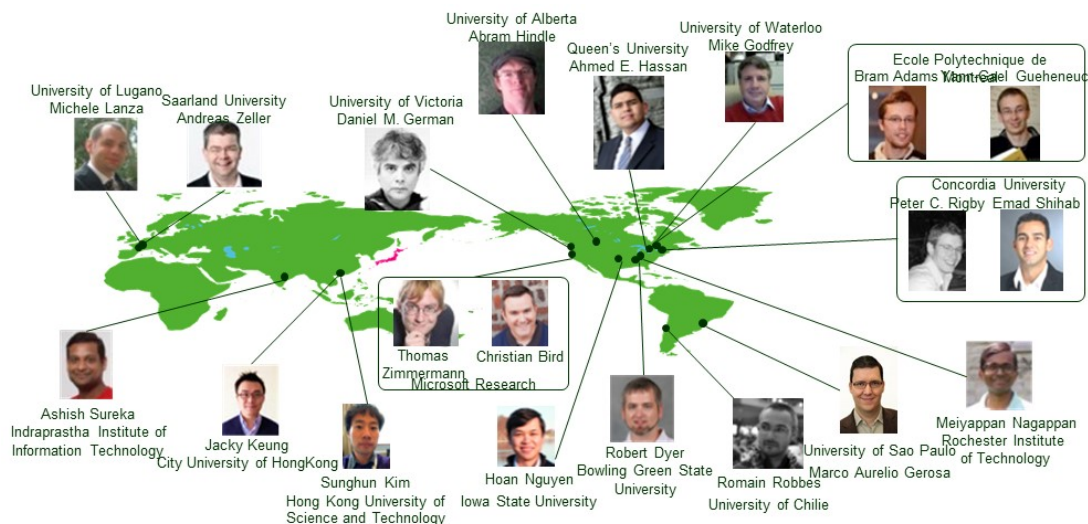 University of Alberta
Abram Hindle
University of Waterloo
Mike Godfrey
Queen's University
Ahmed E. Hassan
Ecole Polytechnique de
Montreal
Bram Adams Yann-Gael Gueheneuc
University of Lugano
Michele Lanza
Saarland University
Andreas Zeller
University of Victoria
Daniel M. German
Concordia University
Peter C. Rigby Emad Shihab
Thomas
Zimmermann
Christian Bird
Microsoft Research
Ashish Sureka
Indraprastha Institute of
Information Technology
Jacky Keung
City University of HongKong
Sunghun Kim
Hong Kong University of
Science and Technology
Hoan Nguyen
Iowa State University
Robert Dyer
Bowling Green State
University
Romain Robbes
University of Chilie
University of Sao Paulo
Marco Aurelio Gerosa
Meiyappan Nagappan
Rochester Institute
of Technology